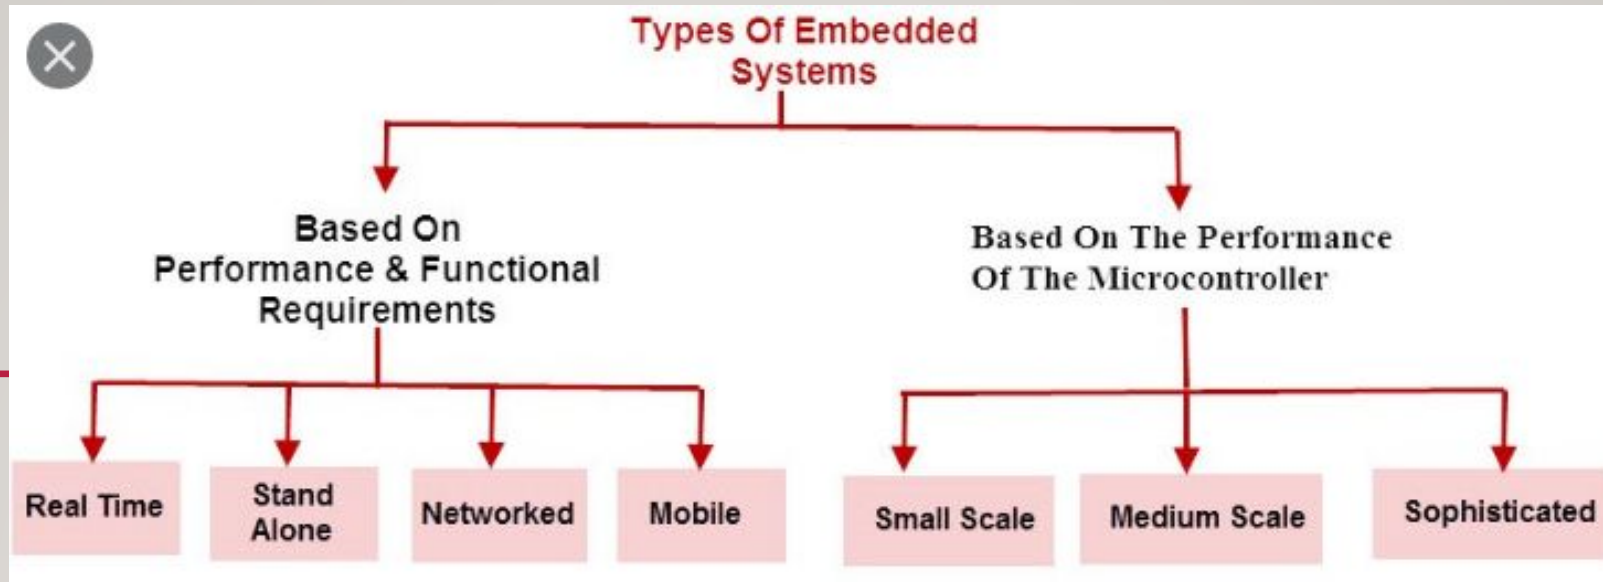 Types Of Embedded
Systems
Based On
Performance & Functional
Requirements
Based On The Performance
Of The Microcontroller
Real Time
Stand
Alone
Networked
Mobile
Small Scale
Medium Scale
Sophisticated